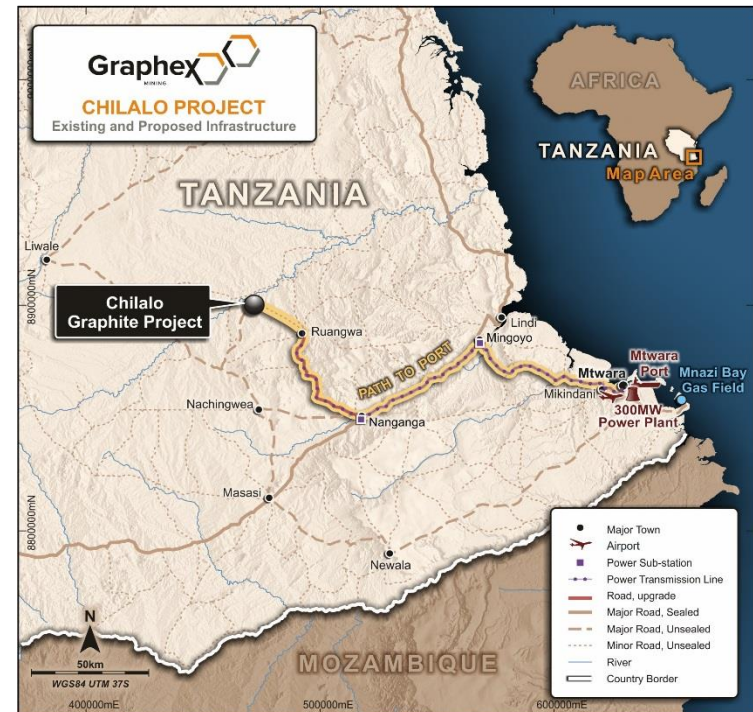 Graphex
MINING
CHILALO PROJECT
Existing and Proposed Infrastructure
AFRICA
TANZANIA
Map Area
TANZANIA
Liwale
8900000mN
Chilalo
Graphite Project
Ruangwa
Lindi
Mingoyo
PATH TO PORT
Mtwara
Port
Mtwara
Mnazi Bay
Gas Field
Mikindani
300MW
Power Plant
Nachingwea
Nanganga
Masasi
8800000mN
Newala
Major Town
Airport
Power Sub-station
Power Transmission Line
Road, upgrade
Major Road, Sealed
Major Road, Unsealed
Minor Road, Unsealed
River
Country Border
N
50km
WGS84 UTM 37S
MOZAMBIQUE
400000mE
500000mE
600000mE